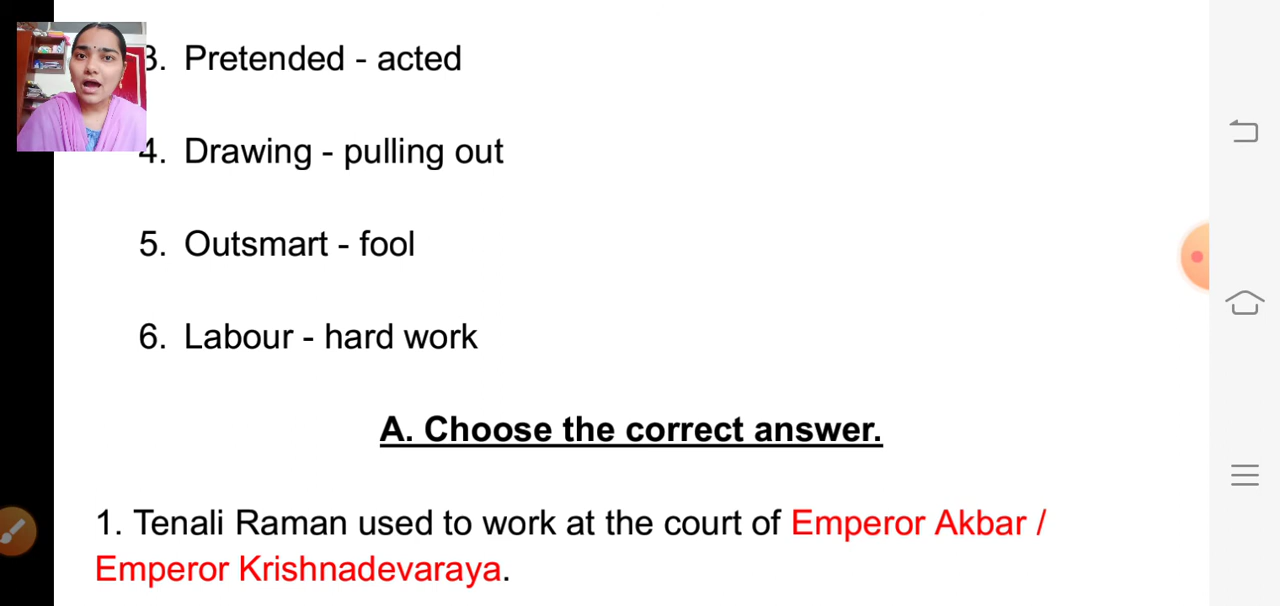 3. Pretended - acted
4. Drawing - pulling out
5. Outsmart - fool
6. Labour - hard work
A. Choose the correct answer.
1. Tenali Raman used to work at the court of Emperor Akbar /
Emperor Krishnadevaraya.